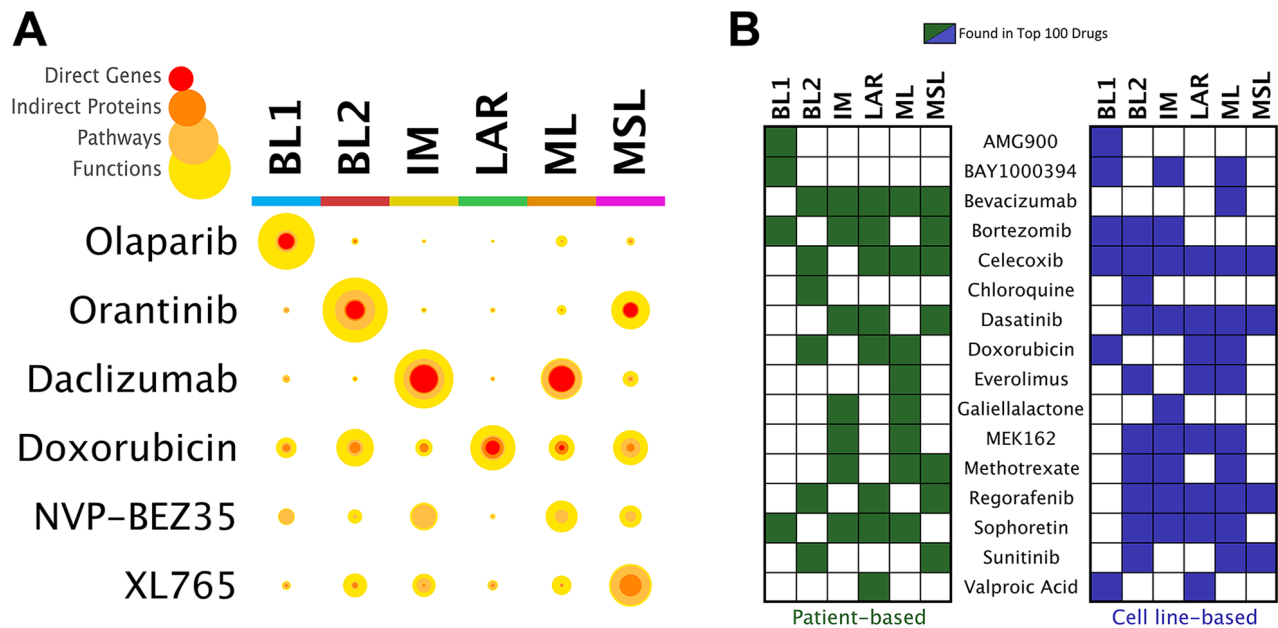 A
Direct Genes
Indirect Proteins
Pathways
Functions
BL1 BL2 IM LAR ML MSL
Olaparib
Orantinib
Daclizumab
Doxorubicin
NVP-BEZ35
XL765
B
Found in Top 100 Drugs
BL1 BL2 IM LAR ML MSL
BL1 BL2 IM LAR ML MSL
AMG900
BAY1000394
Bevacizumab
Bortezomib
Celecoxib
Chloroquine
Dasatinib
Doxorubicin
Everolimus
Galiellalactone
MEK162
Methotrexate
Regorafenib
Sophoretin
Sunitinib
Valproic Acid
Patient-based
Cell line-based